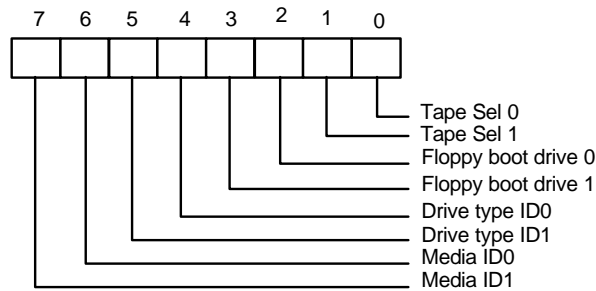 7 6 5 4 3 2 1 0
Tape Sel 0
Tape Sel 1
Floppy boot drive 0
Floppy boot drive 1
Drive type ID0
Drive type ID1
Media ID0
Media ID1